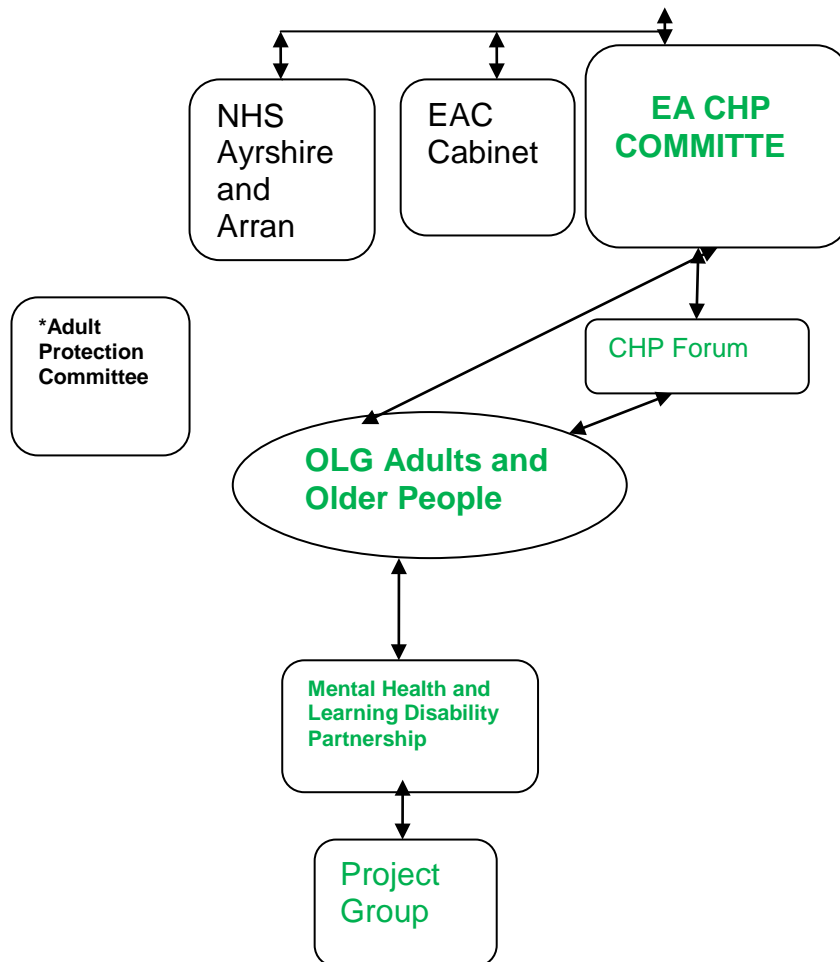 NHS
Ayrshire
and
Arran
EAC
Cabinet
EA CHP
COMMITTE
*Adult
Protection
Committee
CHP Forum
OLG Adults and
Older People
Mental Health and
Learning Disability
Partnership
Project
Group